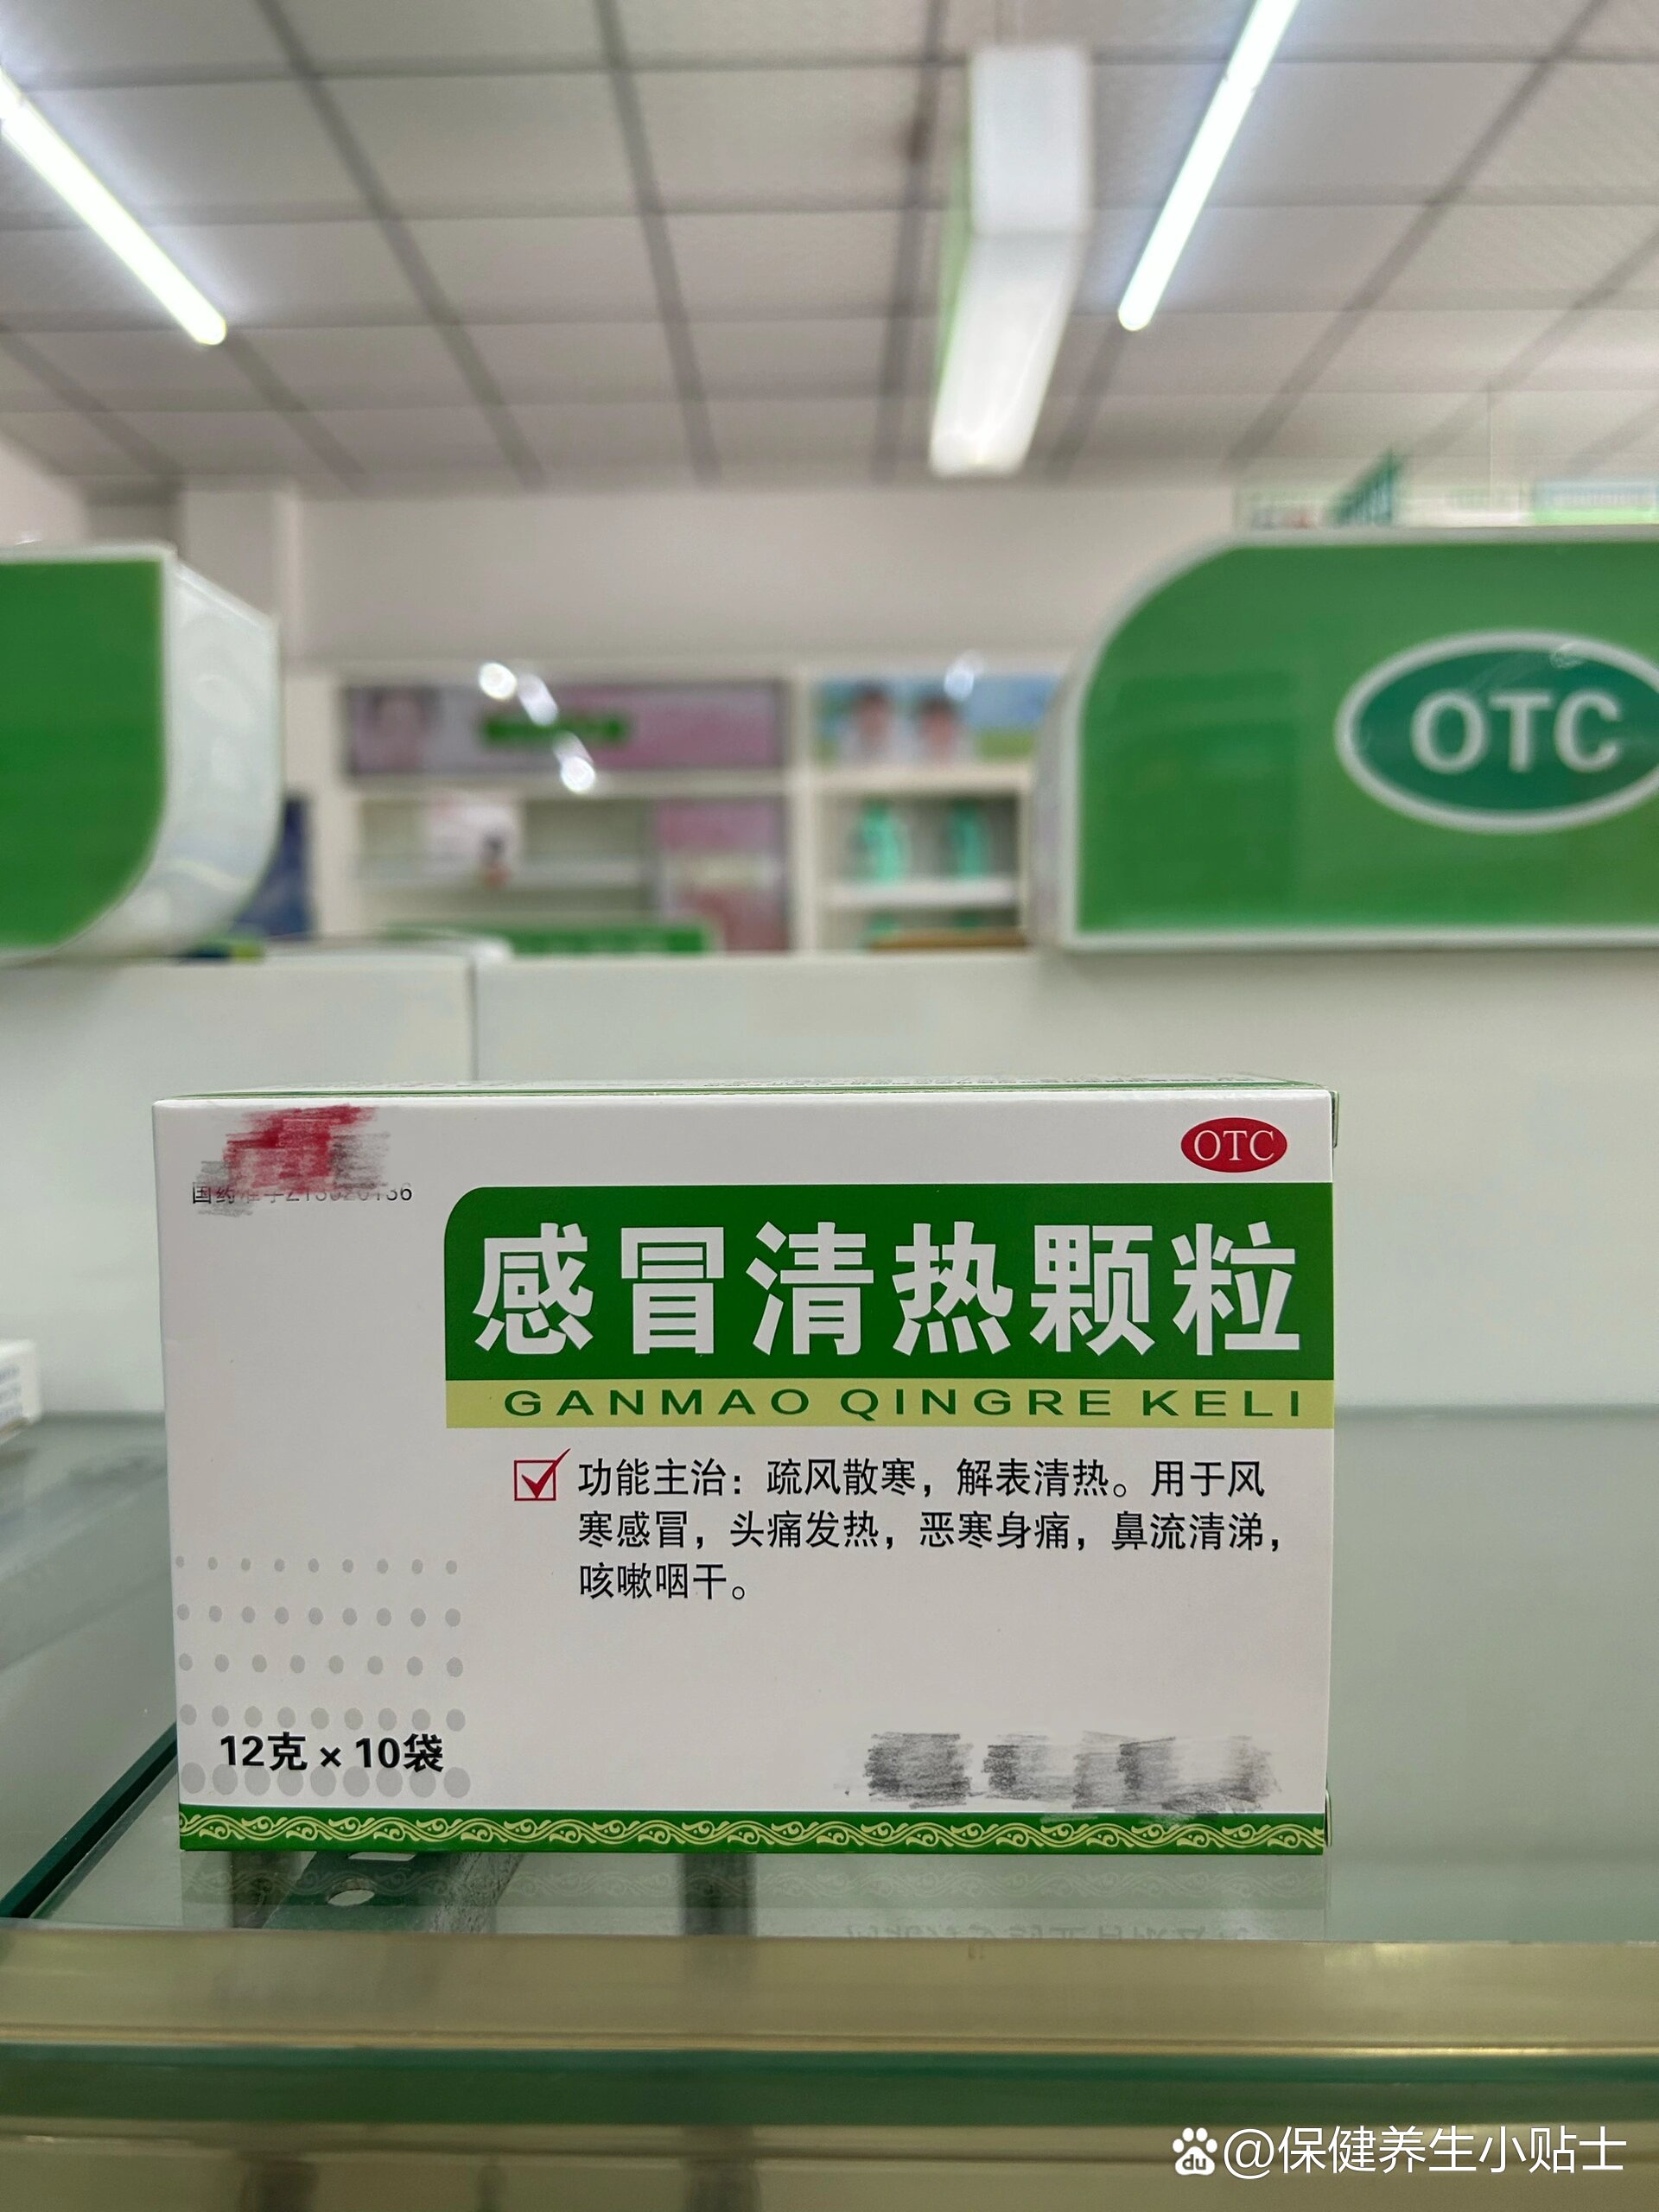 OTC
OTC
感冒清热颗粒
GANMAO QINGRE KELI
功能主治：疏风散寒，解表清热。用于风
寒感冒，头痛发热，恶寒身痛，鼻流清涕，
咳嗽咽干。
12克×10袋
du @保健养生小贴士